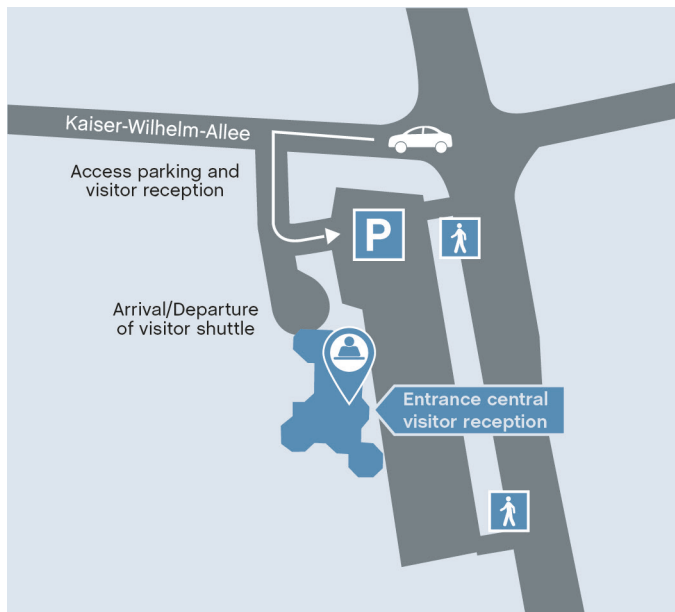 Kaiser-Wilhelm-Allee
Access parking and
visitor reception
P
Arrival/Departure
of visitor shuttle
Entrance central
visitor reception